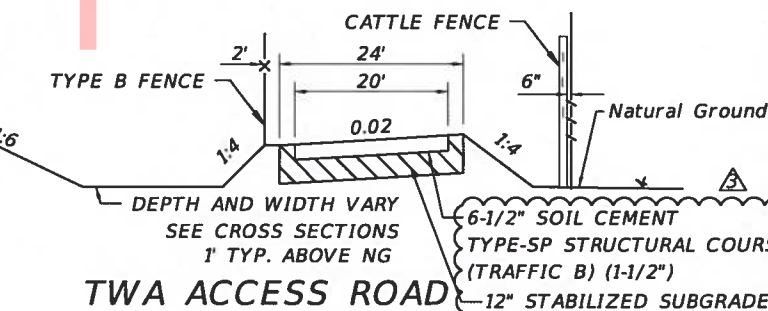 CATTLE FENCE
2' 24'
TYPE B FENCE 20' 6"
0.02 Natural Ground
1:4 1:4
DEPTH AND WIDTH VARY
SEE CROSS SECTIONS
1' TYP. ABOVE NG
3
6-1/2" SOIL CEMENT
TYPE-SP STRUCTURAL COURS
(TRAFFIC B) (1-1/2")
12" STABILIZED SUBGRADE
TWA ACCESS ROAD